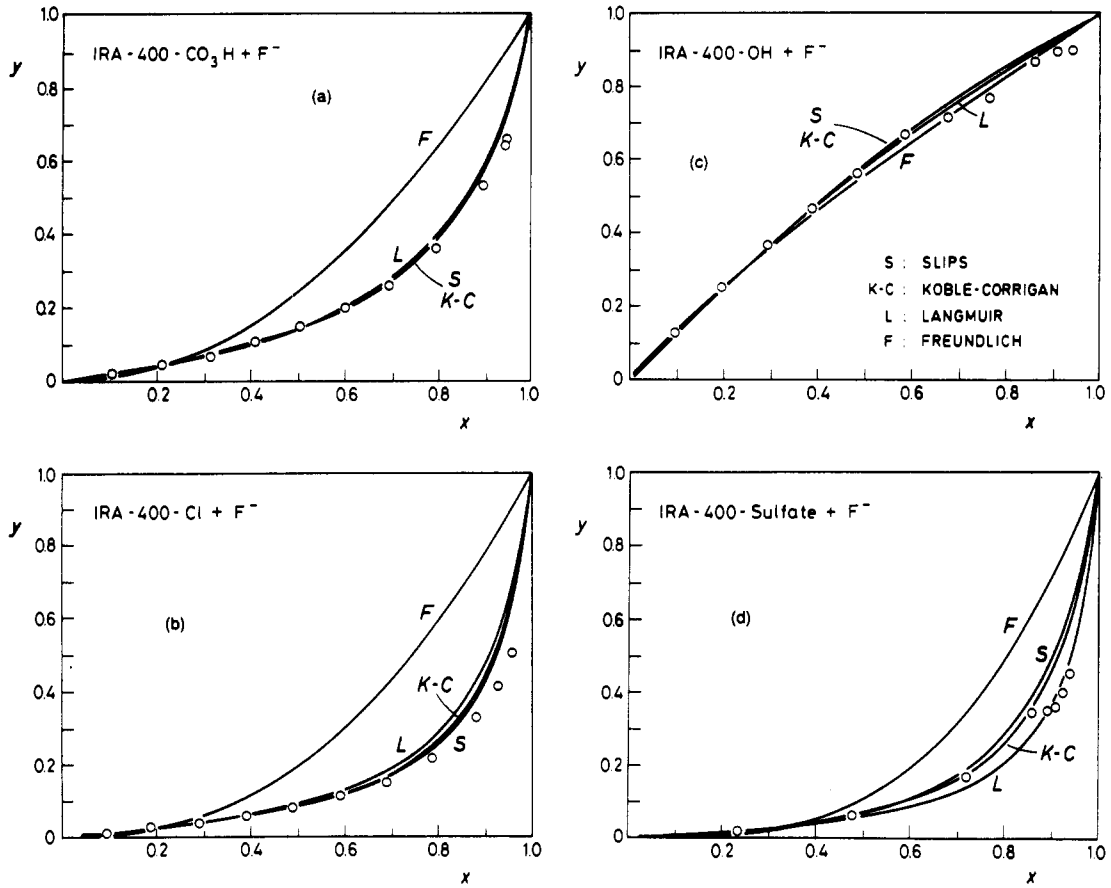 IRA-400-CO₃H + F⁻
(a)
y
F
L
S
K-C
1.0
0.8
0.6
0.4
0.2
0
0.2 0.4 0.6 0.8 1.0
x
IRA-400-OH + F⁻
(c)
y
S
K-C
L
F
S : SLIPS
K-C : KOBLE-CORRIGAN
L : LANGMUIR
F : FREUNDLICH
1.0
0.8
0.6
0.4
0.2
0
0.2 0.4 0.6 0.8 1.0
x
IRA-400-Cl + F⁻
(b)
y
F
K-C
L
S
1.0
0.8
0.6
0.4
0.2
0
0.2 0.4 0.6 0.8 1.0
x
IRA-400-Sulfate + F⁻
(d)
y
F
S
K-C
L
1.0
0.8
0.6
0.4
0.2
0
0.2 0.4 0.6 0.8 1.0
x